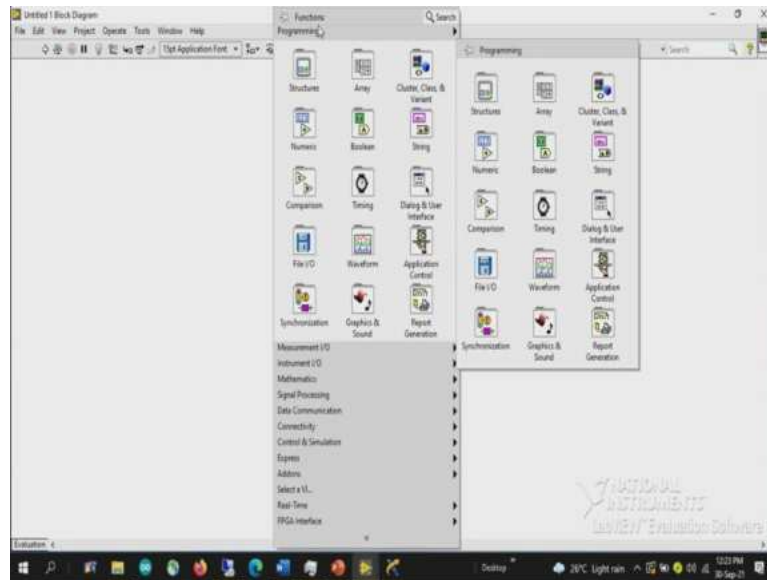 Untitled 1 Block Diagram
File Edit View Project Operate Tools Window Help
15pt Application Font
Search
Functions
Search
Programming
Structures Array Cluster, Class, & Variant
Numeric Boolean String
Comparison Timing Dialog & User Interface
File I/O Waveform Application Control
Synchronization Graphics & Sound Report Generation
Measurement I/O
Instrument I/O
Mathematics
Signal Processing
Data Communication
Connectivity
Control & Simulation
Express
Addons
Select a VI...
Real-Time
FPGA Interface
Programming
Structures Array Cluster, Class, & Variant
Numeric Boolean String
Comparison Timing Dialog & User Interface
File I/O Waveform Application Control
Synchronization Graphics & Sound Report Generation
NATIONAL
INSTRUMENTS
LabVIEW Evaluation Software
Evaluation
Desktop
26°C Light rain
12:23 PM
30-Sep-21